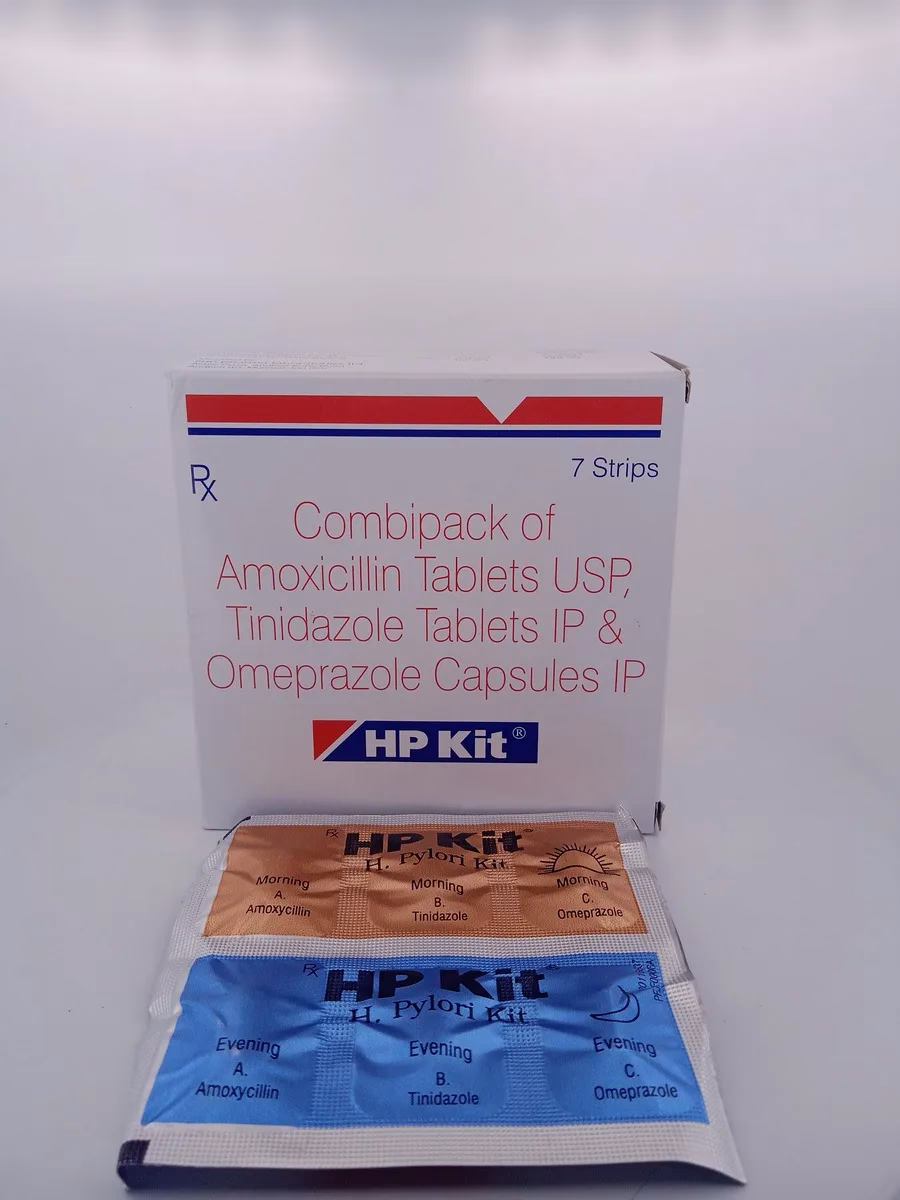 7 Strips
Rx
Combipack of
Amoxicillin Tablets USP,
Tinidazole Tablets IP &
Omeprazole Capsules IP
HP Kit®
Rx HP Kit®
H. Pylori Kit
Morning Morning Morning
A. B. C.
Amoxycillin Tinidazole Omeprazole
Rx HP Kit®
H. Pylori Kit
Evening Evening Evening
A. B. C.
Amoxycillin Tinidazole Omeprazole